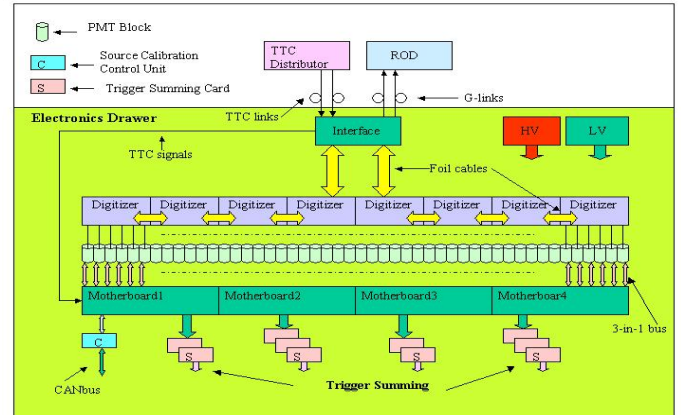 PMT Block
C
Source Calibration
Control Unit
S
Trigger Summing Card
TTC
Distributor
ROD
TTC links
G-links
Electronics Drawer
Interface
HV
LV
TTC signals
Foil cables
Digitizer Digitizer Digitizer Digitizer Digitizer Digitizer Digitizer Digitizer
Motherboard1 Motherboard2 Motherboard3 Motherboar4
3-in-1 bus
C
S S S S
CANbus
Trigger Summing